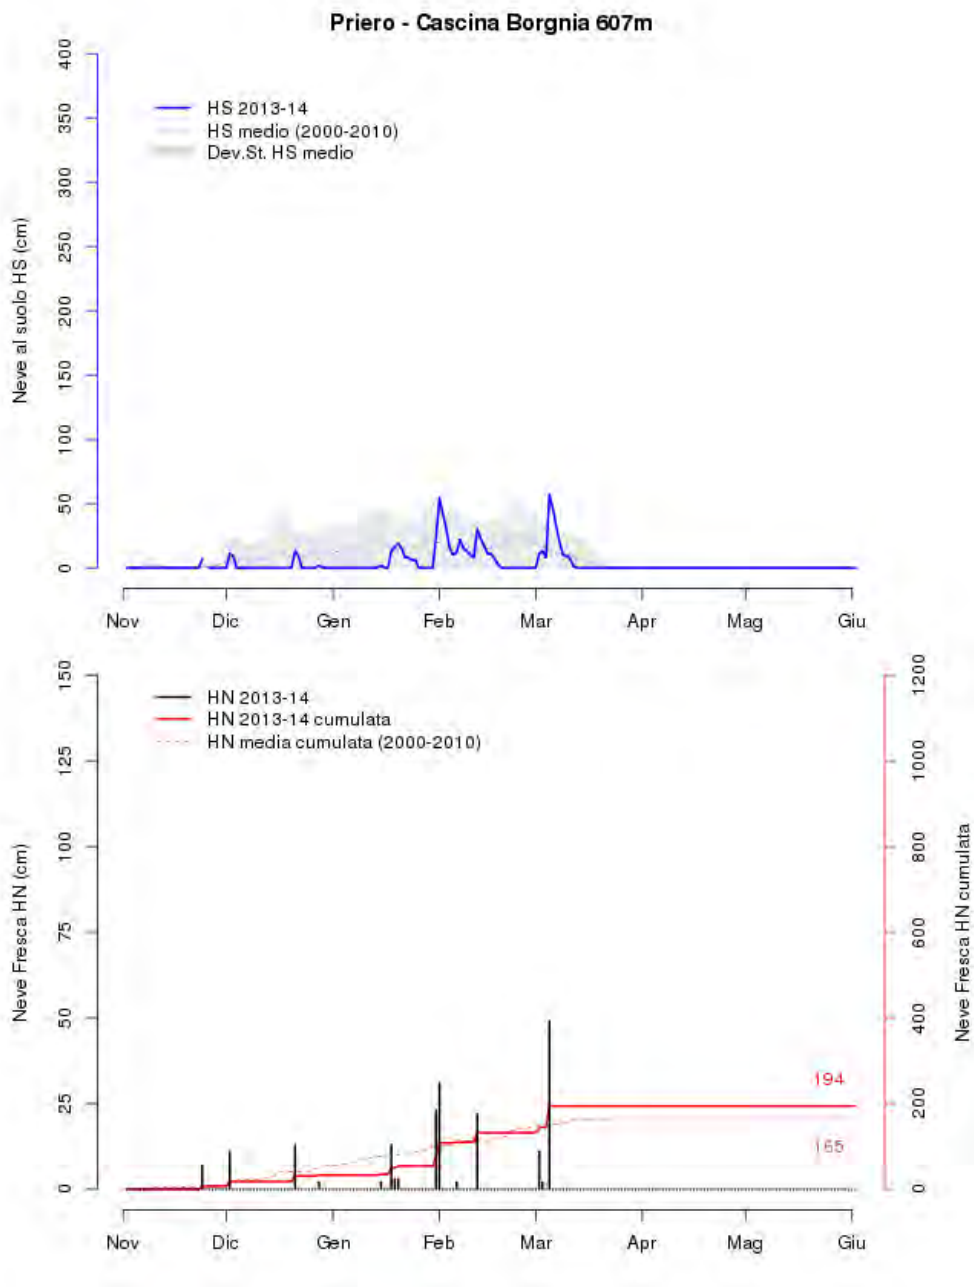 Priero - Cascina Borgnia 607m
Neve al suolo HS (cm)
400
350
300
250
200
150
100
50
0
HS 2013-14
HS medio (2000-2010)
Dev.St. HS medio
Nov Dic Gen Feb Mar Apr Mag Giu
Neve Fresca HN (cm)
150
125
100
75
50
25
0
HN 2013-14
HN 2013-14 cumulata
HN media cumulata (2000-2010)
194
165
1200
1000
800
600
400
200
0
Neve Fresca HN cumulata
Nov Dic Gen Feb Mar Apr Mag Giu